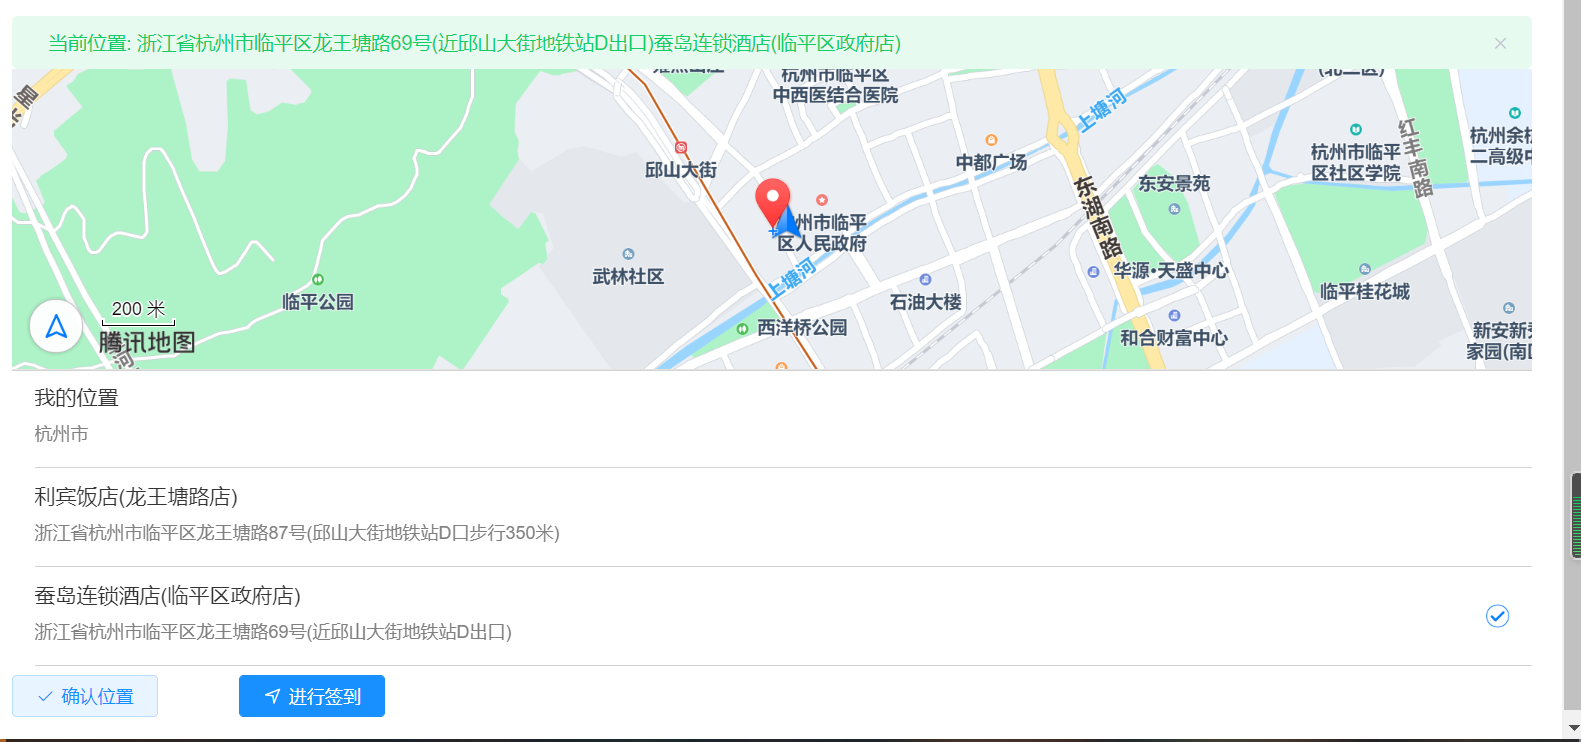 当前位置: 浙江省杭州市临平区龙王塘路69号(近邱山大街地铁站D出口)蚕岛连锁酒店(临平区政府店)
杭州市临平区
中西医结合医院
上塘河
红丰南路
杭州市临平
区社区学院
二高级中
中都广场
邱山大街
东安景苑
东湖南路
州市临平
区人民政府
武林社区
上塘河
华源·天盛中心
临平公园
石油大楼
临平桂花城
200 米
腾讯地图
河
西洋桥公园
和合财富中心
新安新
家园(南区
我的位置
杭州市
利宾饭店(龙王塘路店)
浙江省杭州市临平区龙王塘路87号(邱山大街地铁站D口步行350米)
蚕岛连锁酒店(临平区政府店)
浙江省杭州市临平区龙王塘路69号(近邱山大街地铁站D出口)
确认位置
进行签到